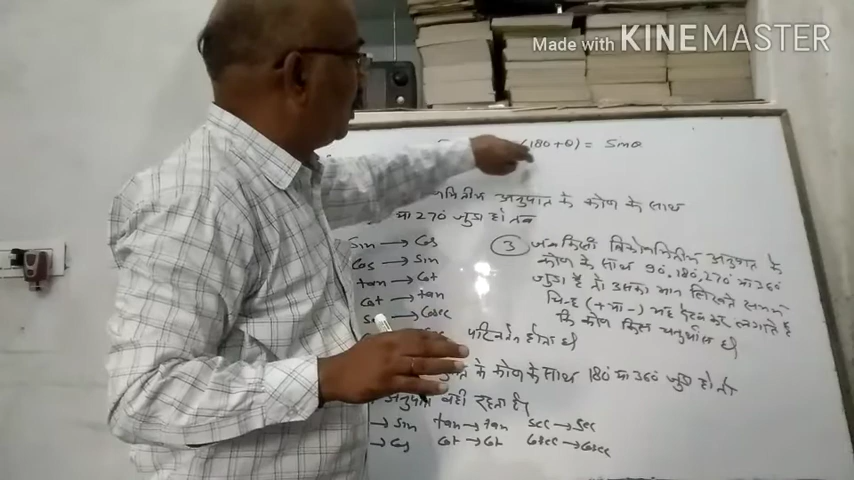 Made with KINEMASTER
180+θ) = Sinθ
अनुपात के कोण के साथ
या 270 जुड़ा हो तब
Sin → Cos
Cos → Sin
tan → Cot
Cot → tan
→ Cosec
परिवर्तन होता है
③ जब किसी त्रिकोणमितीय अनुपात के
कोण के साथ 90, 180, 270 या 360
जुड़ा है तो उसका मान लिखते समय
चिन्ह (+ या -) यह देखकर लगाते है
कि कोण किस चतुर्थांश है
के कोण के साथ 180 या 360 जुड़ा हो तो
अनुपात वही रहता है
→ Sin tan → tan Sec → Sec
→ Cos Cot → Cot Cosec → Cosec